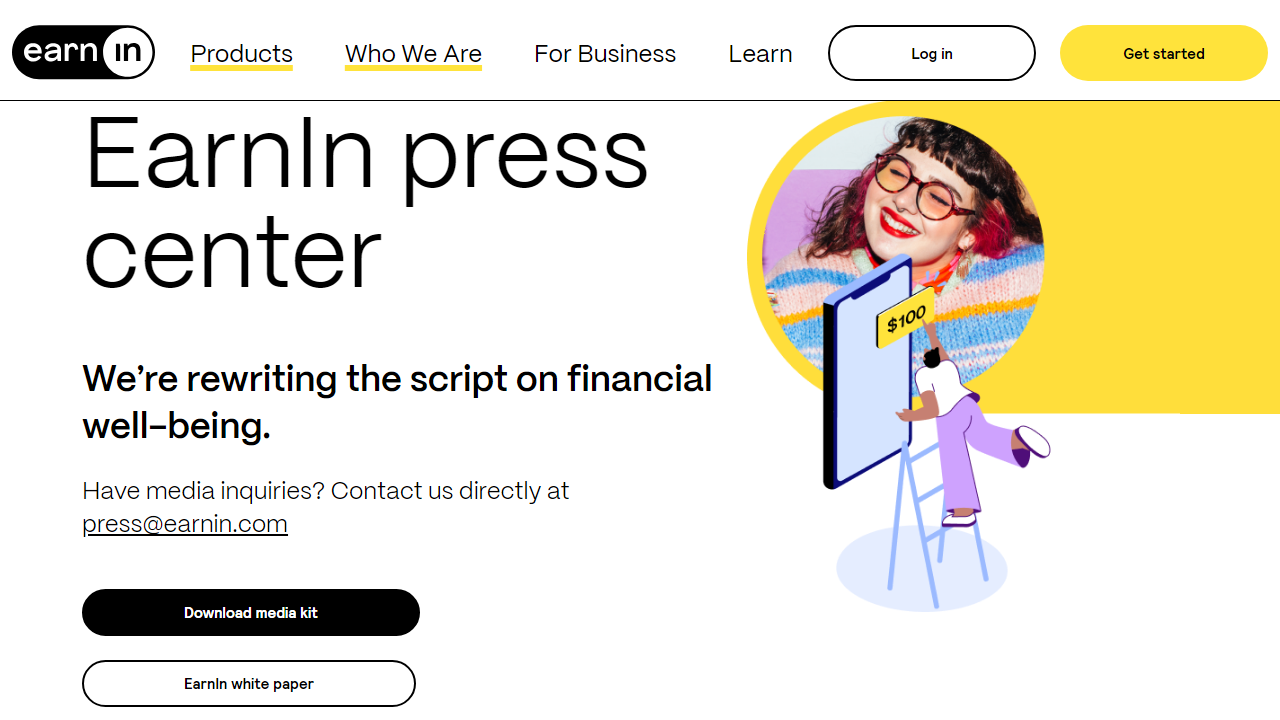 earn in
Products
Who We Are
For Business
Learn
Log in
Get started
EarnIn press
center
$100
We’re rewriting the script on financial
well-being.
Have media inquiries? Contact us directly at
press@earnin.com
Download media kit
EarnIn white paper